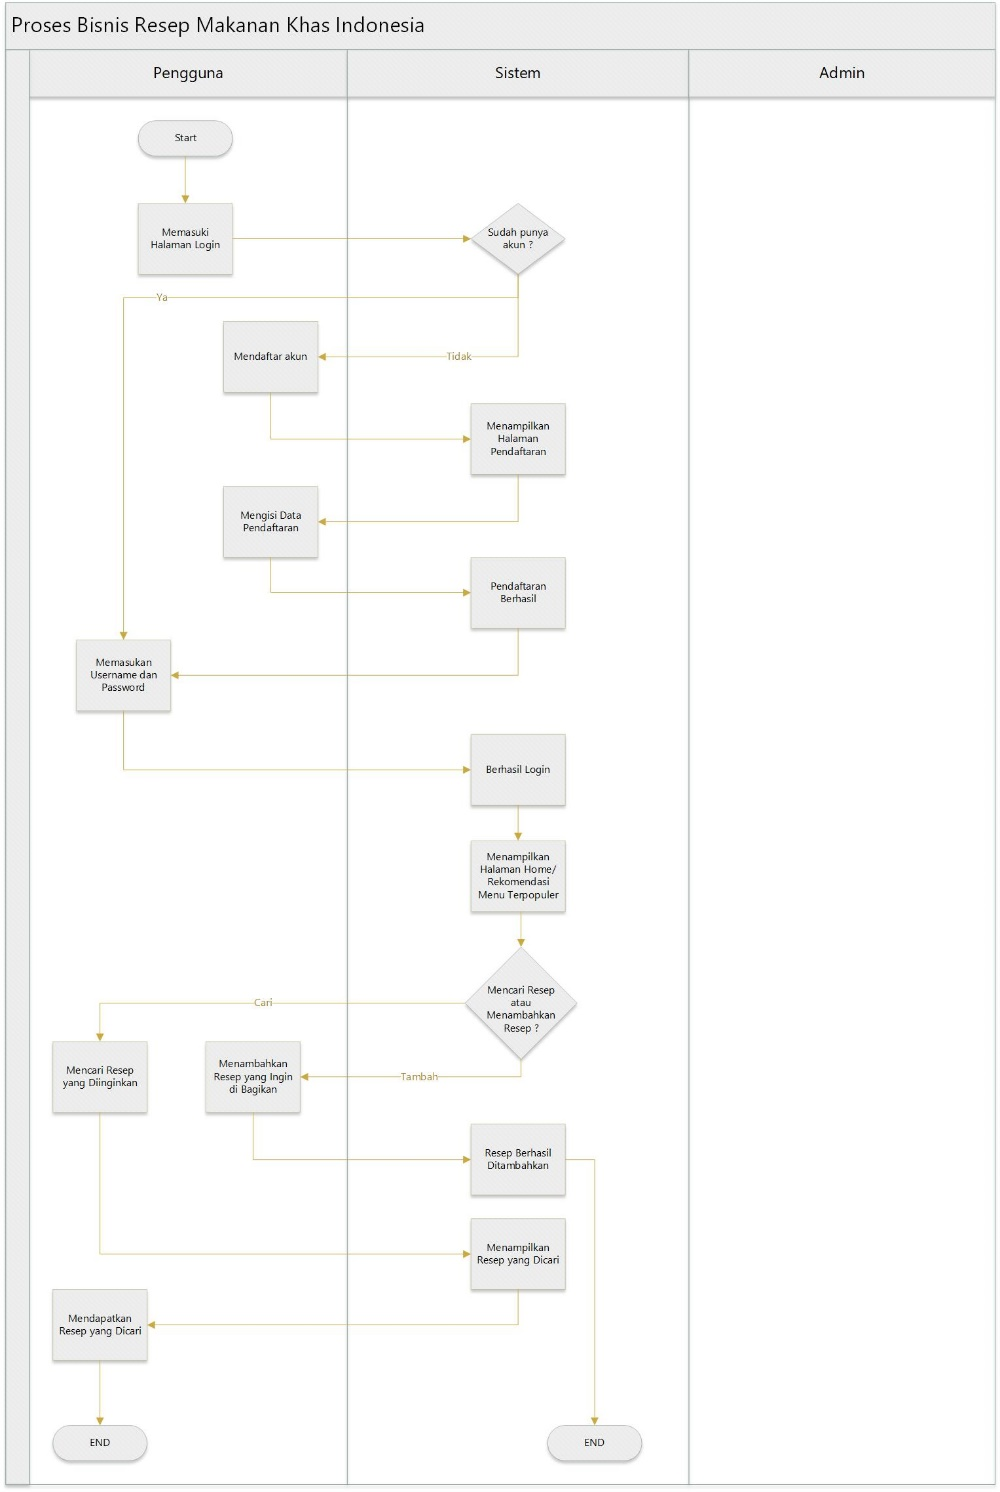 Proses Bisnis Resep Makanan Khas Indonesia
Pengguna
Sistem
Admin
Start
Memasuki
Halaman Login
Sudah punya
akun ?
Ya
Mendaftar akun
Tidak
Menampilkan
Halaman
Pendaftaran
Mengisi Data
Pendaftaran
Pendaftaran
Berhasil
Memasukan
Username dan
Password
Berhasil Login
Menampilkan
Halaman Home/
Rekomendasi
Menu Terpopuler
Mencari Resep
atau
Menambahkan
Resep ?
Cari
Mencari Resep
yang Diinginkan
Menambahkan
Resep yang Ingin
di Bagikan
Tambah
Resep Berhasil
Ditambahkan
Menampilkan
Resep yang Dicari
Mendapatkan
Resep yang Dicari
END
END